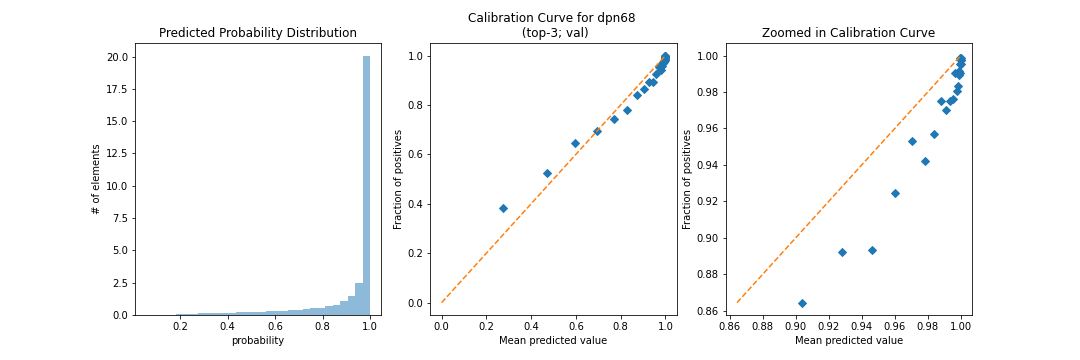 Predicted Probability Distribution
# of elements
20.0
17.5
15.0
12.5
10.0
7.5
5.0
2.5
0.0
0.2 0.4 0.6 0.8 1.0
probability
Calibration Curve for dpn68
(top-3; val)
Fraction of positives
1.0
0.8
0.6
0.4
0.2
0.0
0.0 0.2 0.4 0.6 0.8 1.0
Mean predicted value
Zoomed in Calibration Curve
Fraction of positives
1.00
0.98
0.96
0.94
0.92
0.90
0.88
0.86
0.86 0.88 0.90 0.92 0.94 0.96 0.98 1.00
Mean predicted value